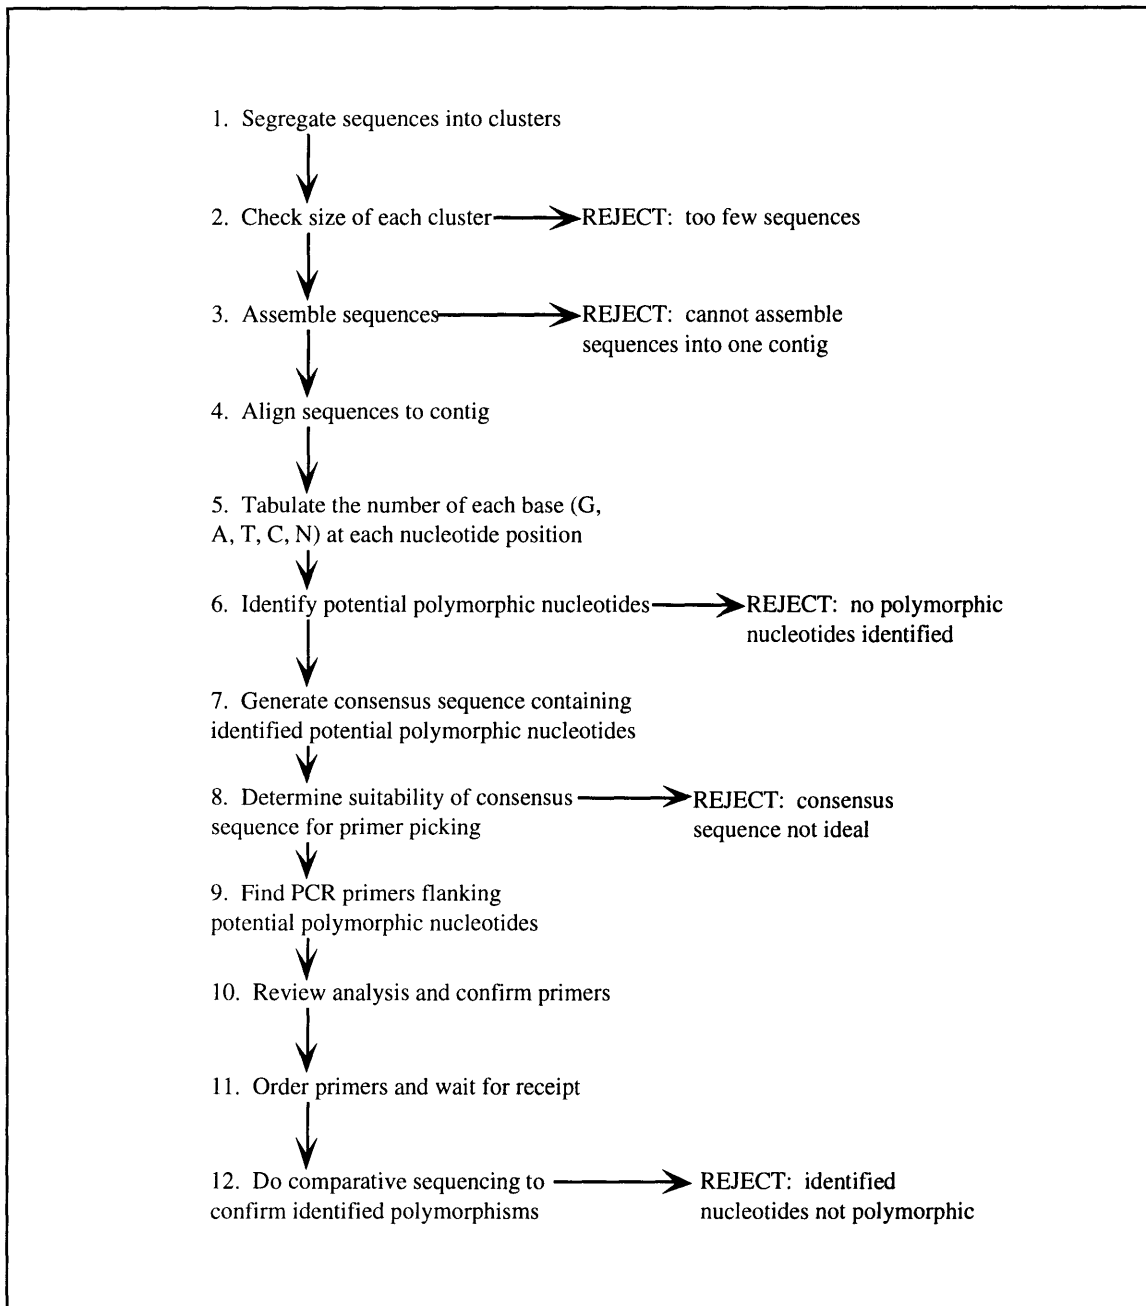 1. Segregate sequences into clusters
2. Check size of each cluster
REJECT: too few sequences
3. Assemble sequences
REJECT: cannot assemble
sequences into one contig
4. Align sequences to contig
5. Tabulate the number of each base (G,
A, T, C, N) at each nucleotide position
6. Identify potential polymorphic nucleotides
REJECT: no polymorphic
nucleotides identified
7. Generate consensus sequence containing
identified potential polymorphic nucleotides
8. Determine suitability of consensus
sequence for primer picking
REJECT: consensus
sequence not ideal
9. Find PCR primers flanking
potential polymorphic nucleotides
10. Review analysis and confirm primers
11. Order primers and wait for receipt
12. Do comparative sequencing to
confirm identified polymorphisms
REJECT: identified
nucleotides not polymorphic